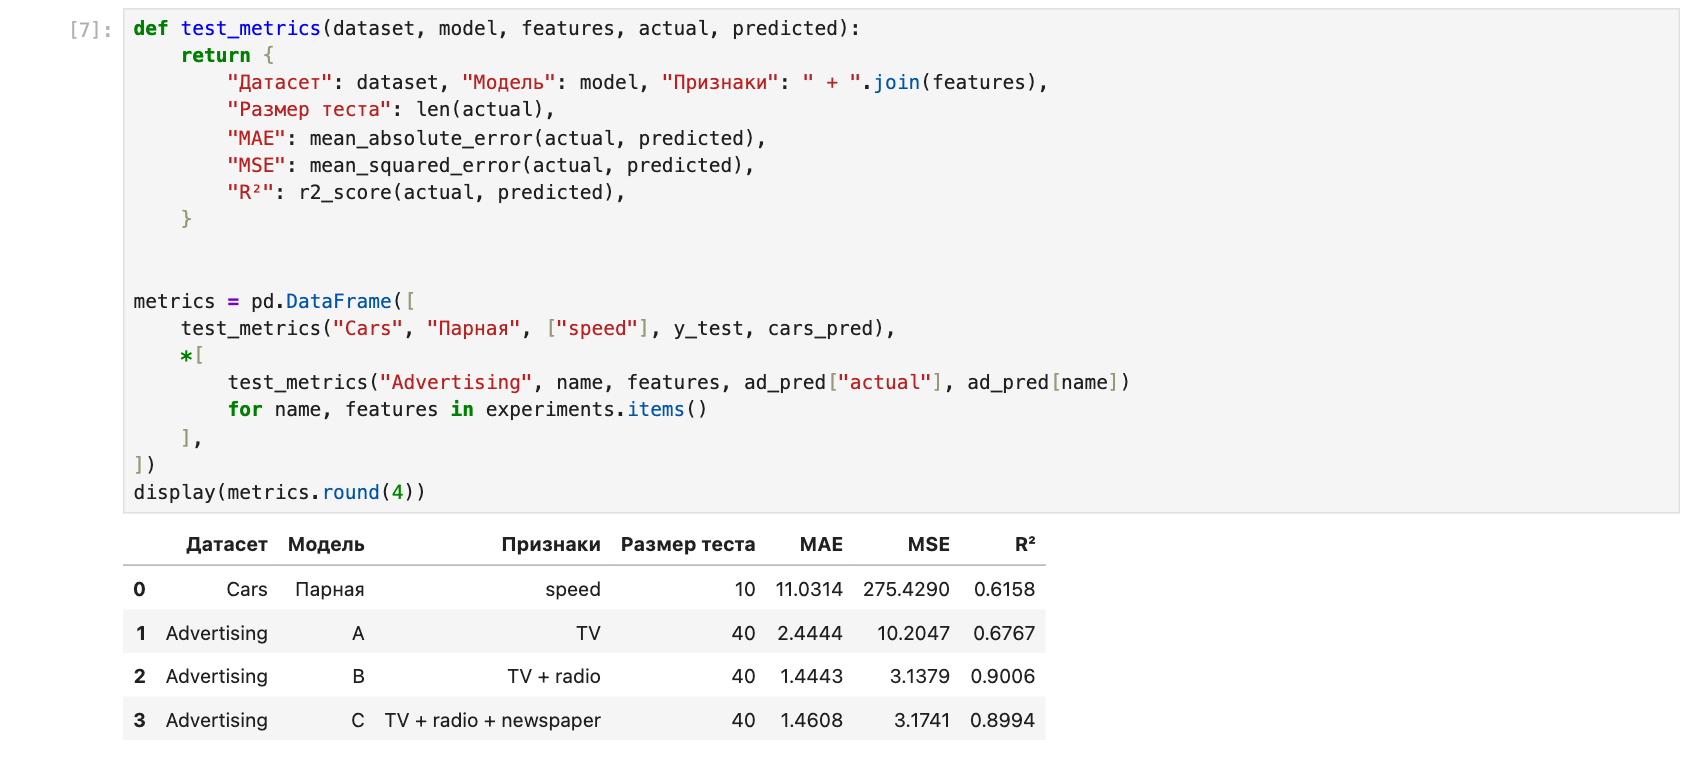 [7]:
def test_metrics(dataset, model, features, actual, predicted):
    return {
        "Датасет": dataset, "Модель": model, "Признаки": " + ".join(features),
        "Размер теста": len(actual),
        "MAE": mean_absolute_error(actual, predicted),
        "MSE": mean_squared_error(actual, predicted),
        "R²": r2_score(actual, predicted),
    }


metrics = pd.DataFrame([
    test_metrics("Cars", "Парная", ["speed"], y_test, cars_pred),
    *[
        test_metrics("Advertising", name, features, ad_pred["actual"], ad_pred[name])
        for name, features in experiments.items()
    ],
])
display(metrics.round(4))
Датасет Модель Признаки Размер теста MAE MSE R²
0 Cars Парная speed 10 11.0314 275.4290 0.6158
1 Advertising A TV 40 2.4444 10.2047 0.6767
2 Advertising B TV + radio 40 1.4443 3.1379 0.9006
3 Advertising C TV + radio + newspaper 40 1.4608 3.1741 0.8994